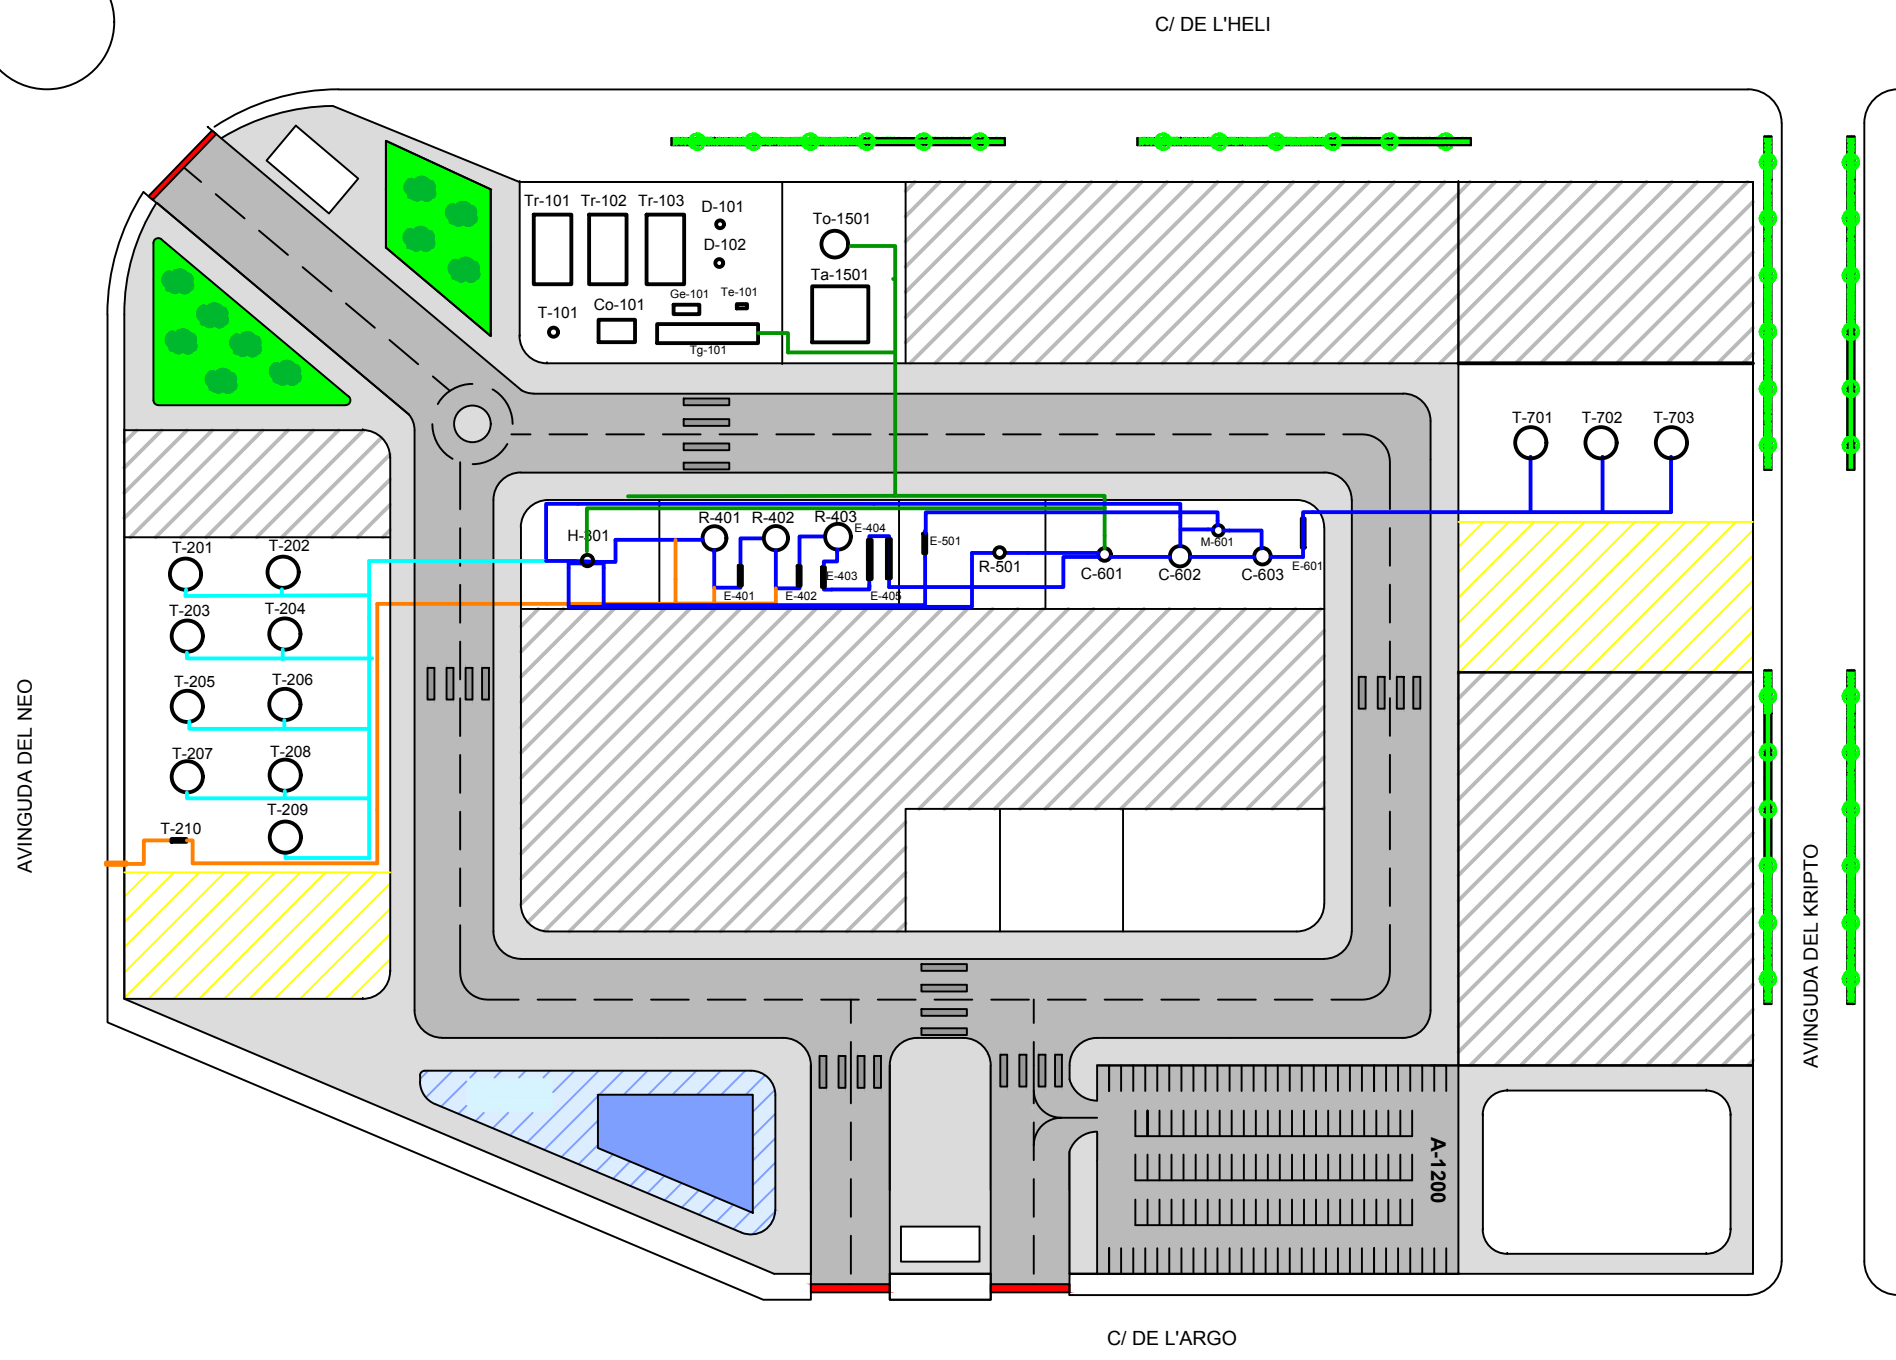 C/ DE L'HELI
Tr-101 Tr-102 Tr-103 D-101
D-102
To-1501
Ta-1501
Ge-101 Te-101
T-101 Co-101
Tg-101
T-701 T-702 T-703
H-301 R-401 R-402 R-403
E-404
E-501
M-601
T-201 T-202
R-501 C-601 C-602 C-603 E-601
E-403
E-401 E-402 E-405
T-203 T-204
T-205 T-206
T-207 T-208
T-209
T-210
AVINGUDA DEL NEO
AVINGUDA DEL KRIPTO
A-1200
C/ DE L'ARGO